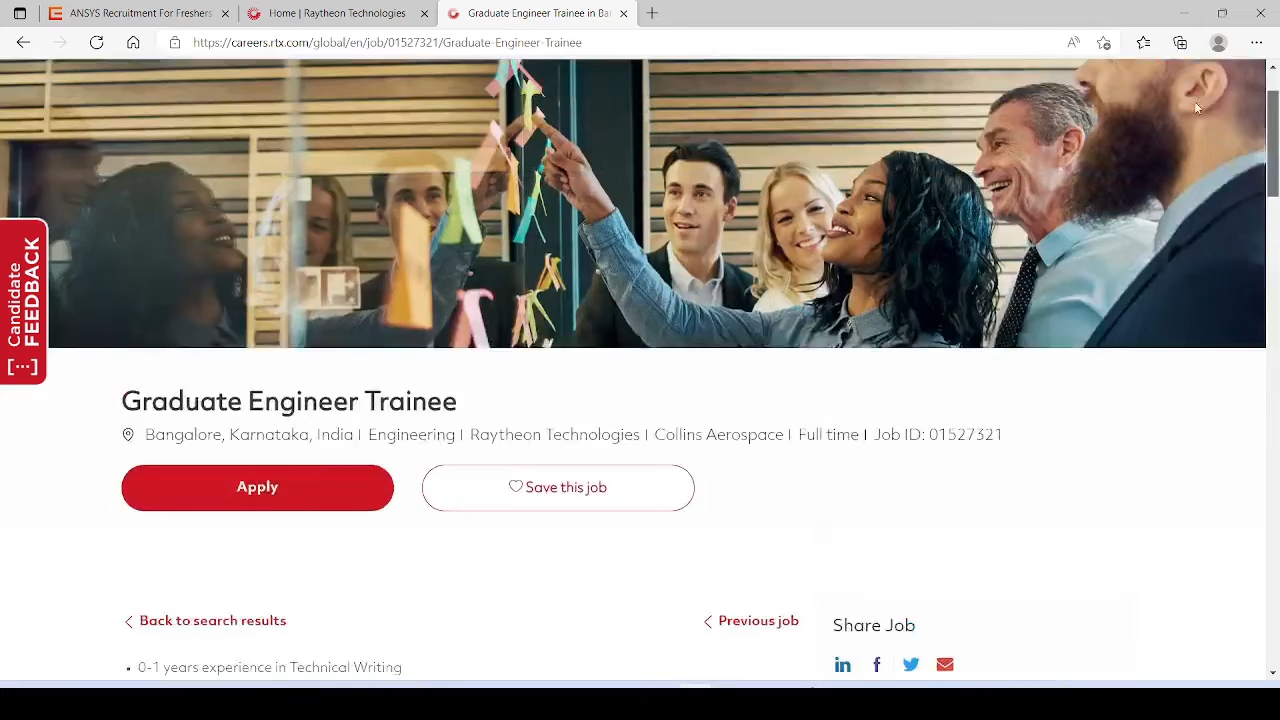 ANSYS Recruitment For Freshers
Home | Raytheon Technologies
Graduate Engineer Trainee in Ba
https://careers.rtx.com/global/en/job/01527321/Graduate-Engineer-Trainee
Candidate
FEEDBACK
[...]
Graduate Engineer Trainee
Bangalore, Karnataka, India | Engineering | Raytheon Technologies | Collins Aerospace | Full time | Job ID: 01527321
Apply
Save this job
Back to search results
Previous job
Share Job
• 0-1 years experience in Technical Writing